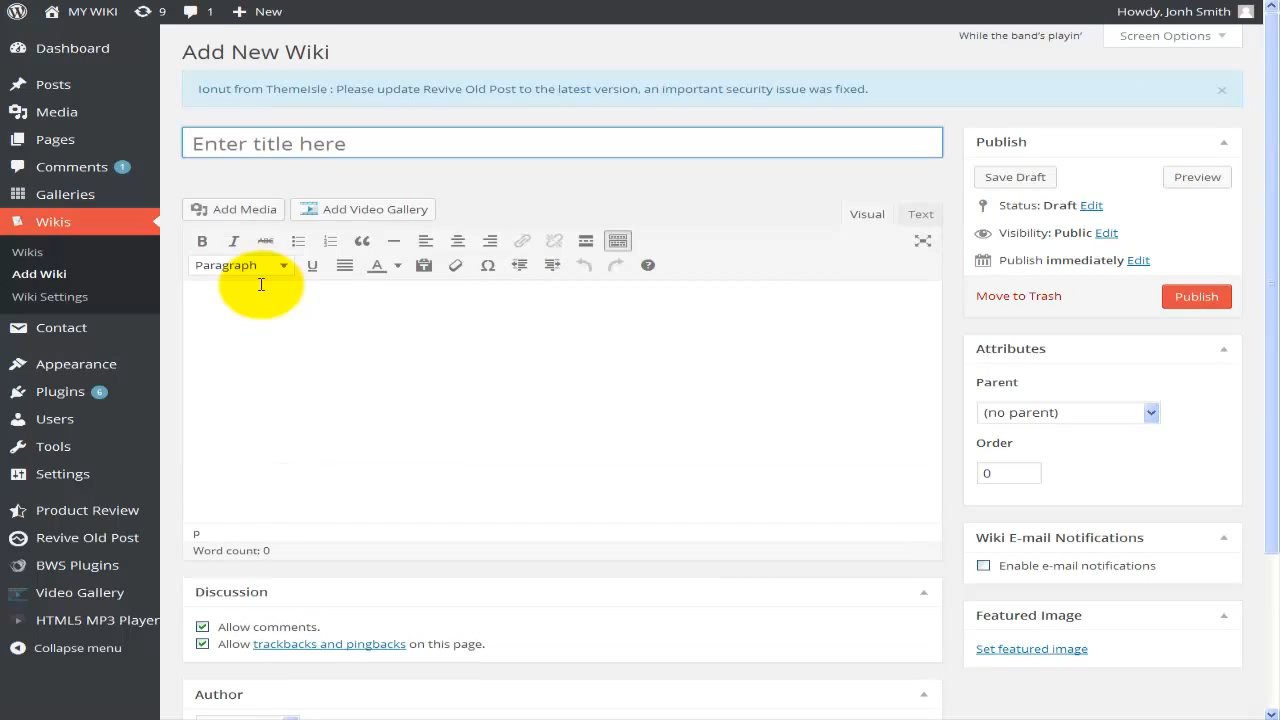 MY WIKI 9 1 New Howdy, Jonh Smith
Dashboard
Posts
Media
Pages
Comments 1
Galleries
Wikis
Wikis
Add Wiki
Wiki Settings
Contact
Appearance
Plugins 6
Users
Tools
Settings
Product Review
Revive Old Post
BWS Plugins
Video Gallery
HTML5 MP3 Player
Collapse menu
While the band's playin'
Screen Options
Add New Wiki
Ionut from ThemeIsle : Please update Revive Old Post to the latest version, an important security issue was fixed.
Enter title here
Add Media Add Video Gallery
Visual Text
B I ABC
Paragraph U A
P
Word count: 0
Discussion
Allow comments.
Allow trackbacks and pingbacks on this page.
Author
Publish
Save Draft Preview
Status: Draft Edit
Visibility: Public Edit
Publish immediately Edit
Move to Trash Publish
Attributes
Parent
(no parent)
Order
0
Wiki E-mail Notifications
Enable e-mail notifications
Featured Image
Set featured image